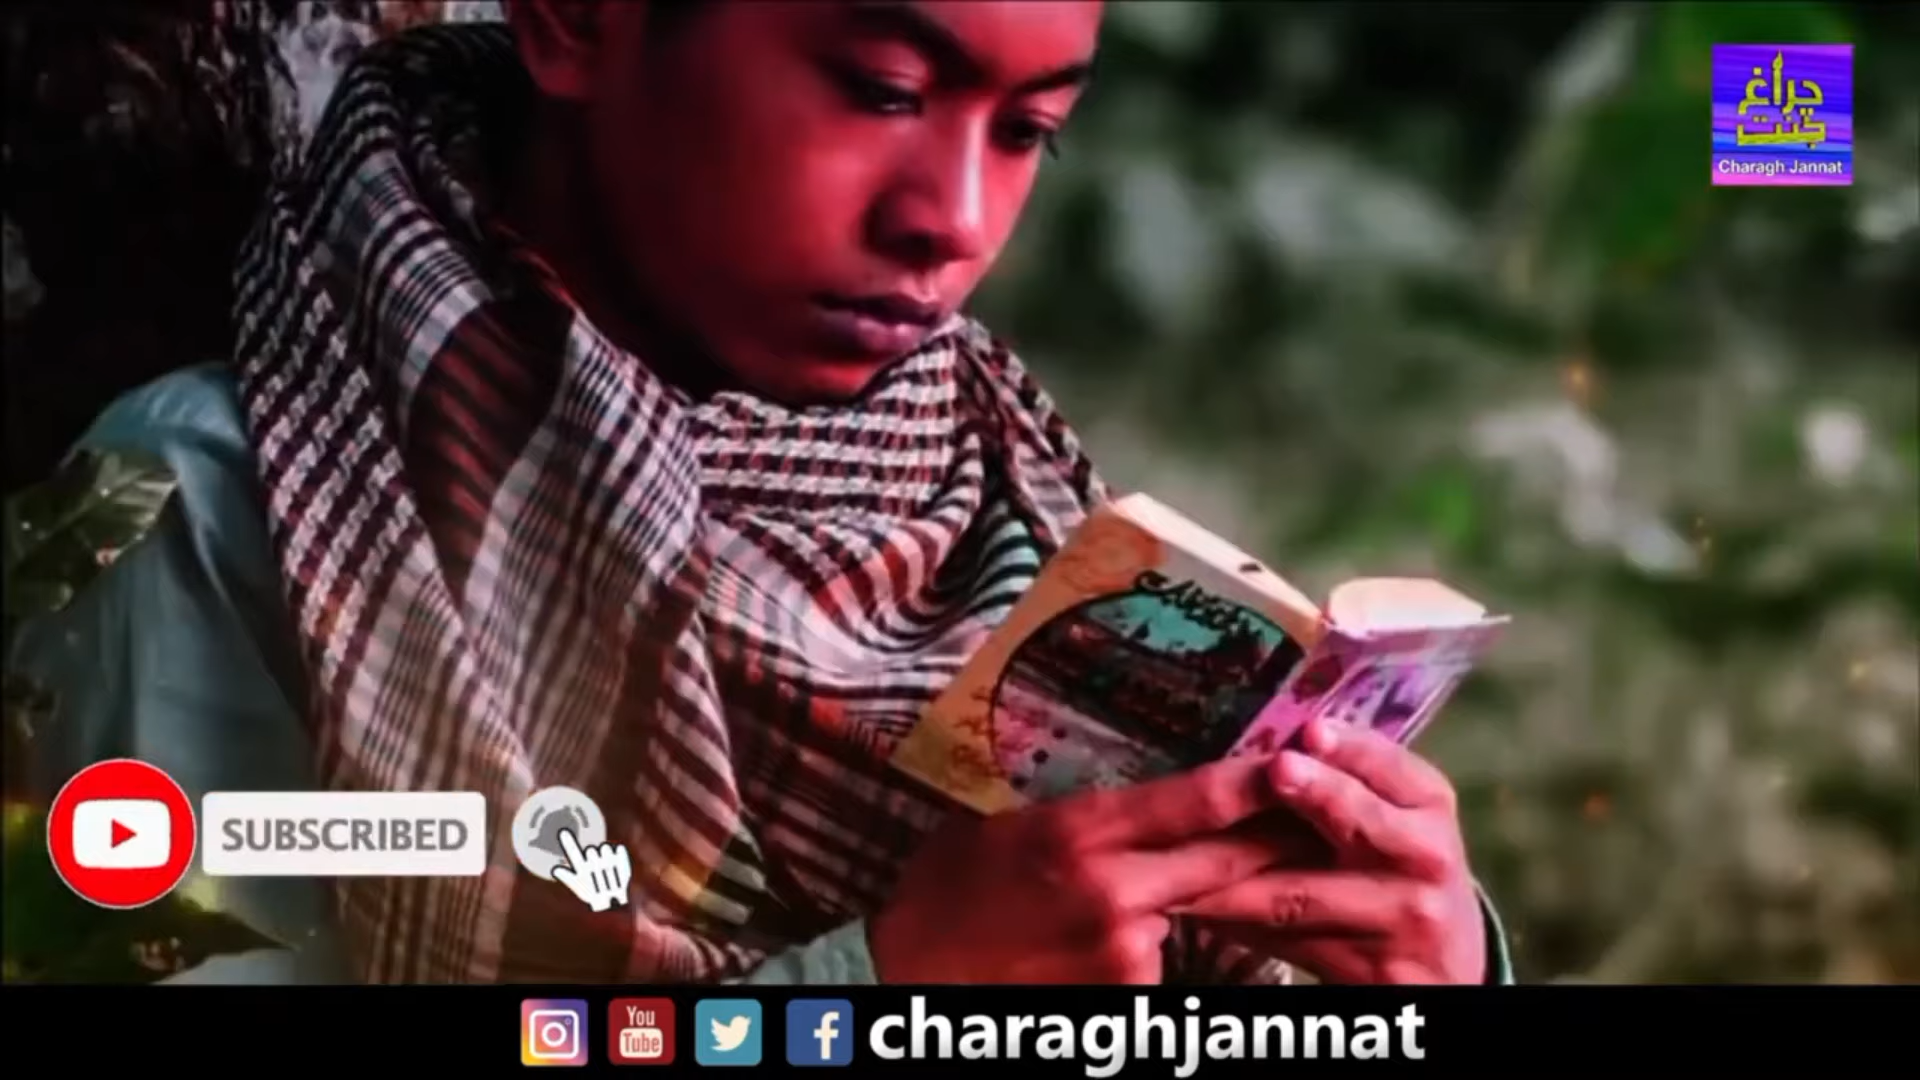 چراغ
جنت
Charagh Jannat
SUBSCRIBED
You
Tube
charaghjannat